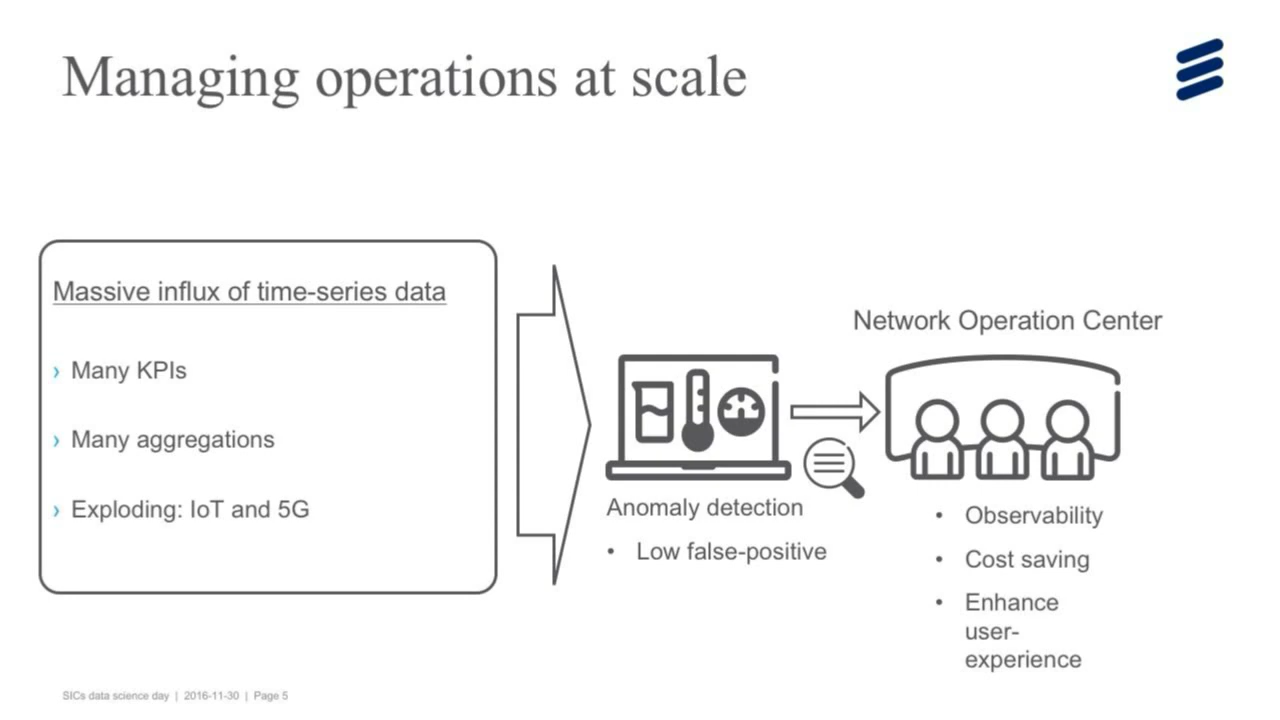 Managing operations at scale
Massive influx of time-series data
› Many KPIs
› Many aggregations
› Exploding: IoT and 5G
Network Operation Center
Anomaly detection
• Low false-positive
• Observability
• Cost saving
• Enhance
user-
experience
SICs data science day | 2016-11-30 | Page 5